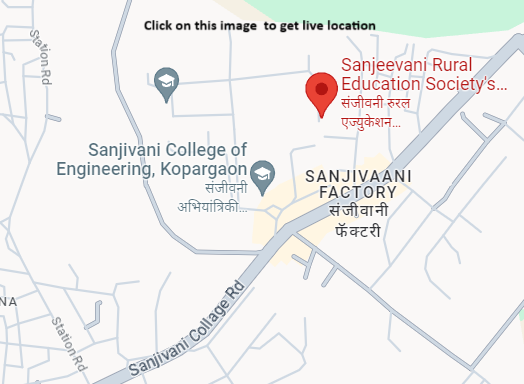 Click on this image to get live location
Station Rd
Sanjeevani Rural
Education Society's...
संजीवनी रुरल
एज्युकेशन...
Sanjivani College of
Engineering, Kopargaon
संजीवनी
अभियांत्रिकी...
SANJIVAANI
FACTORY
संजीवानी
फॅक्टरी
NA
Sanjivani Collage Rd
Station Rd